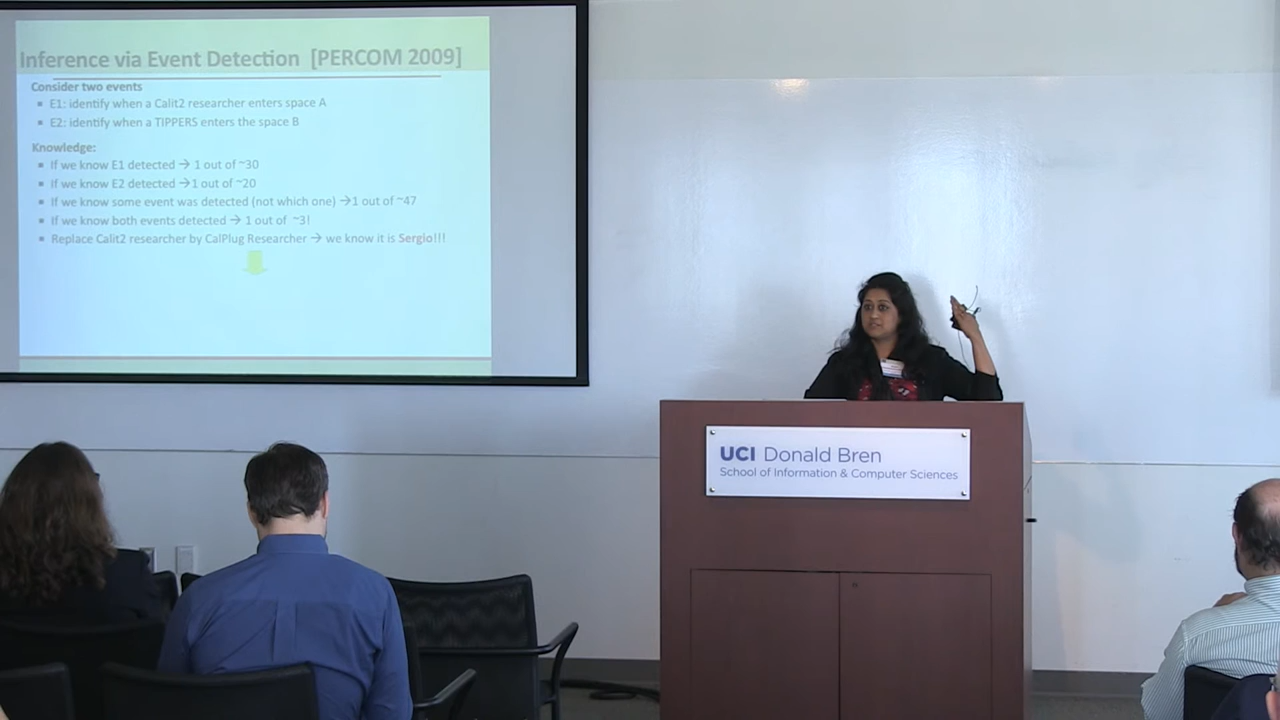 Inference via Event Detection [PERCOM 2009]
Consider two events
▪ E1: identify when a Calit2 researcher enters space A
▪ E2: identify when a TIPPERS enters the space B
Knowledge:
▪ If we know E1 detected → 1 out of ~30
▪ If we know E2 detected →1 out of ~20
▪ If we know some event was detected (not which one) →1 out of ~47
▪ If we know both events detected → 1 out of ~3!
▪ Replace Calit2 researcher by CalPlug Researcher → we know it is Sergio!!!
UCI Donald Bren
School of Information & Computer Sciences